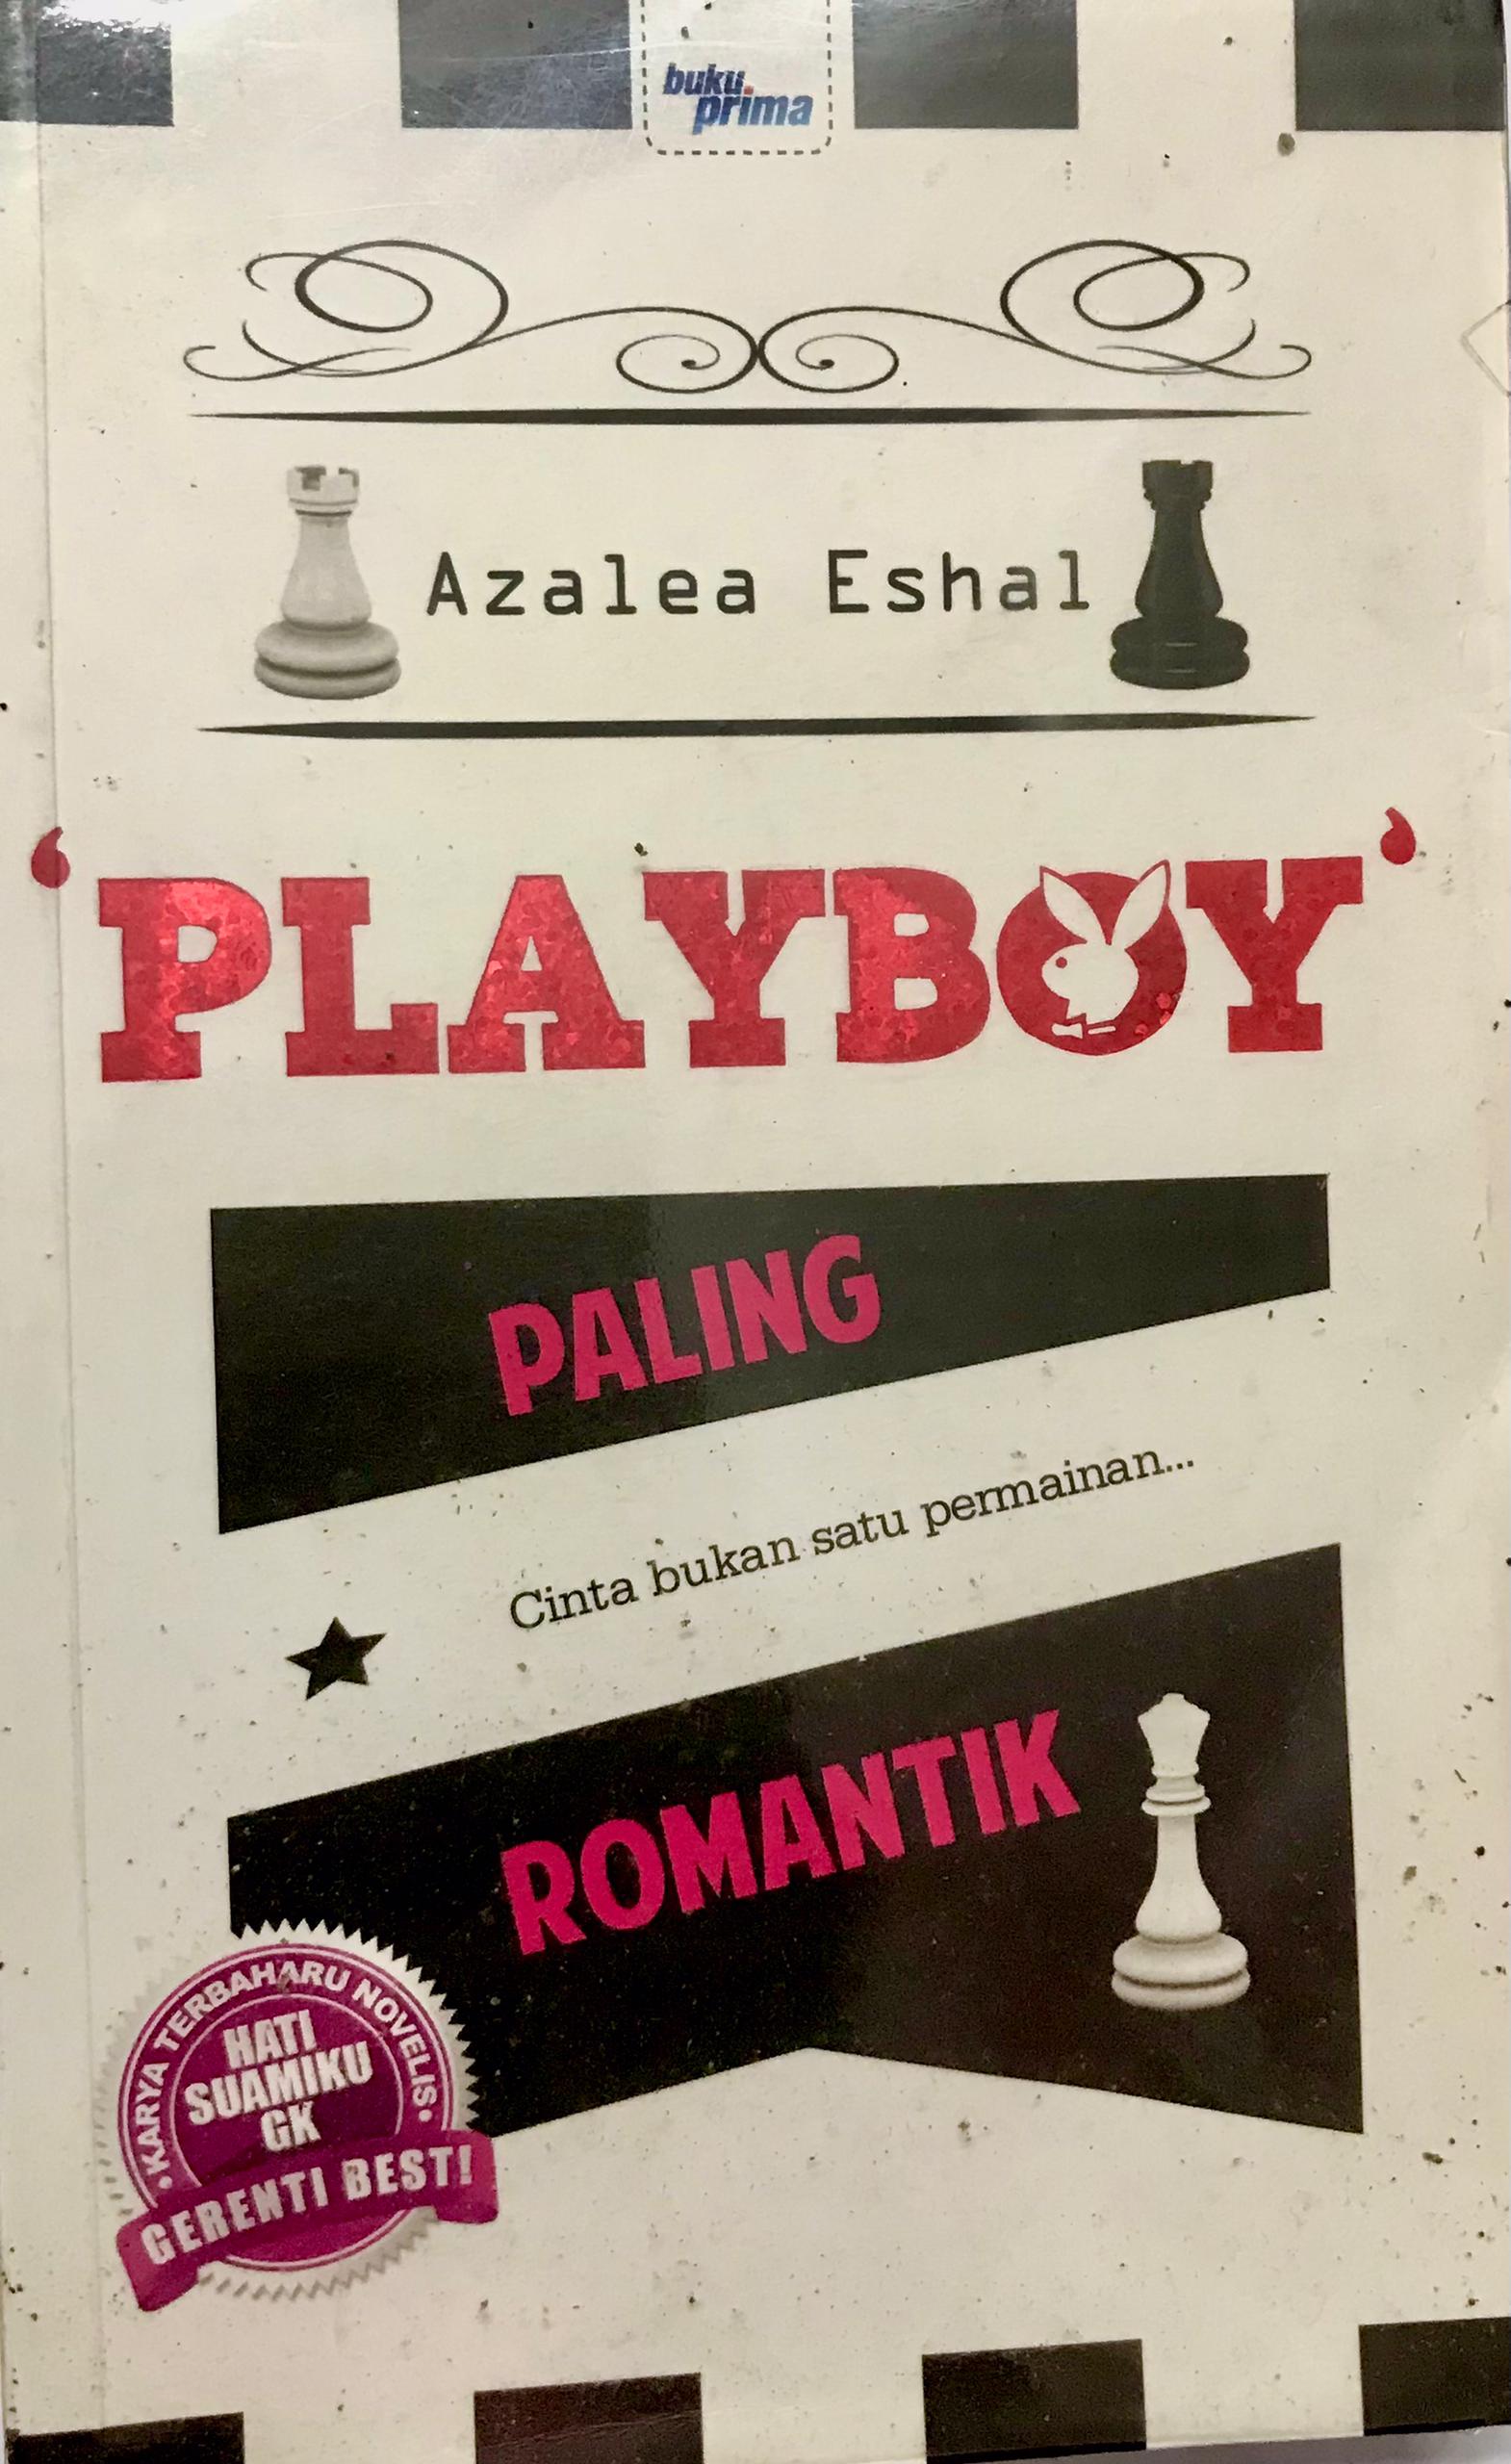 buku
prima
Azalea Eshal
‘PLAYBOY’
PALING
Cinta bukan satu permainan...
ROMANTIK
•KARYA TERBAHARU NOVELIS•
HATI
SUAMIKU
GK
GERENTI BEST!